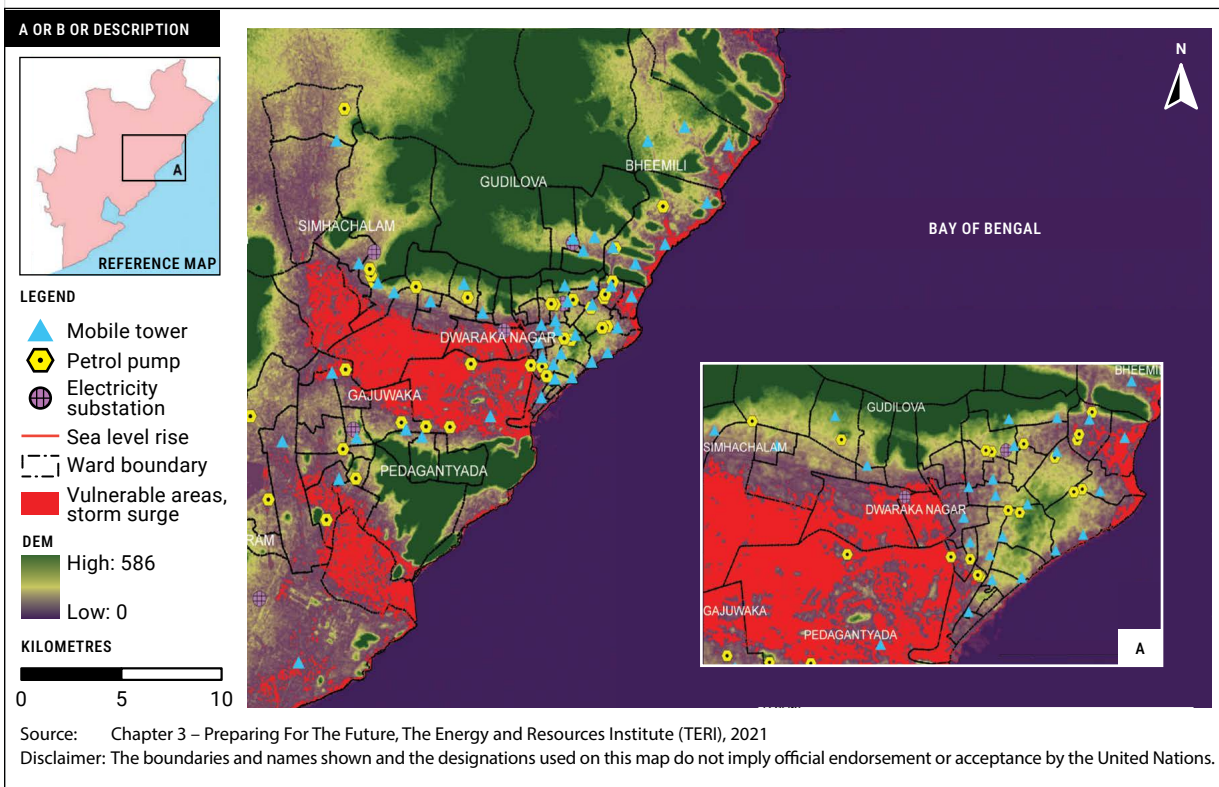 A OR B OR DESCRIPTION
A
REFERENCE MAP
LEGEND
Mobile tower
Petrol pump
Electricity
substation
Sea level rise
Ward boundary
Vulnerable areas,
storm surge
DEM
High: 586
Low: 0
KILOMETRES
0 5 10
N
BHEEMILI
GUDILOVA
SIMHACHALAM
BAY OF BENGAL
DWARAKA NAGAR
GAJUWAKA
PEDAGANTYADA
RAM
BHEEMILI
GUDILOVA
SIMHACHALAM
DWARAKA NAGAR
GAJUWAKA
PEDAGANTYADA
A
Source: Chapter 3 – Preparing For The Future, The Energy and Resources Institute (TERI), 2021
Disclaimer: The boundaries and names shown and the designations used on this map do not imply official endorsement or acceptance by the United Nations.